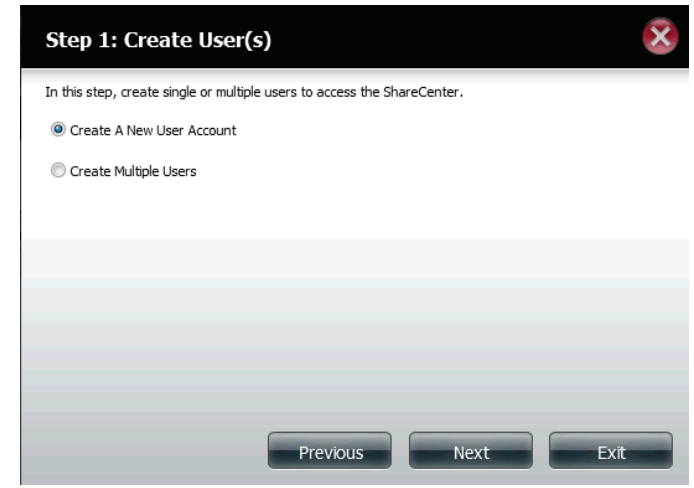 Step 1: Create User(s)
In this step, create single or multiple users to access the ShareCenter.
Create A New User Account
Create Multiple Users
Previous Next Exit